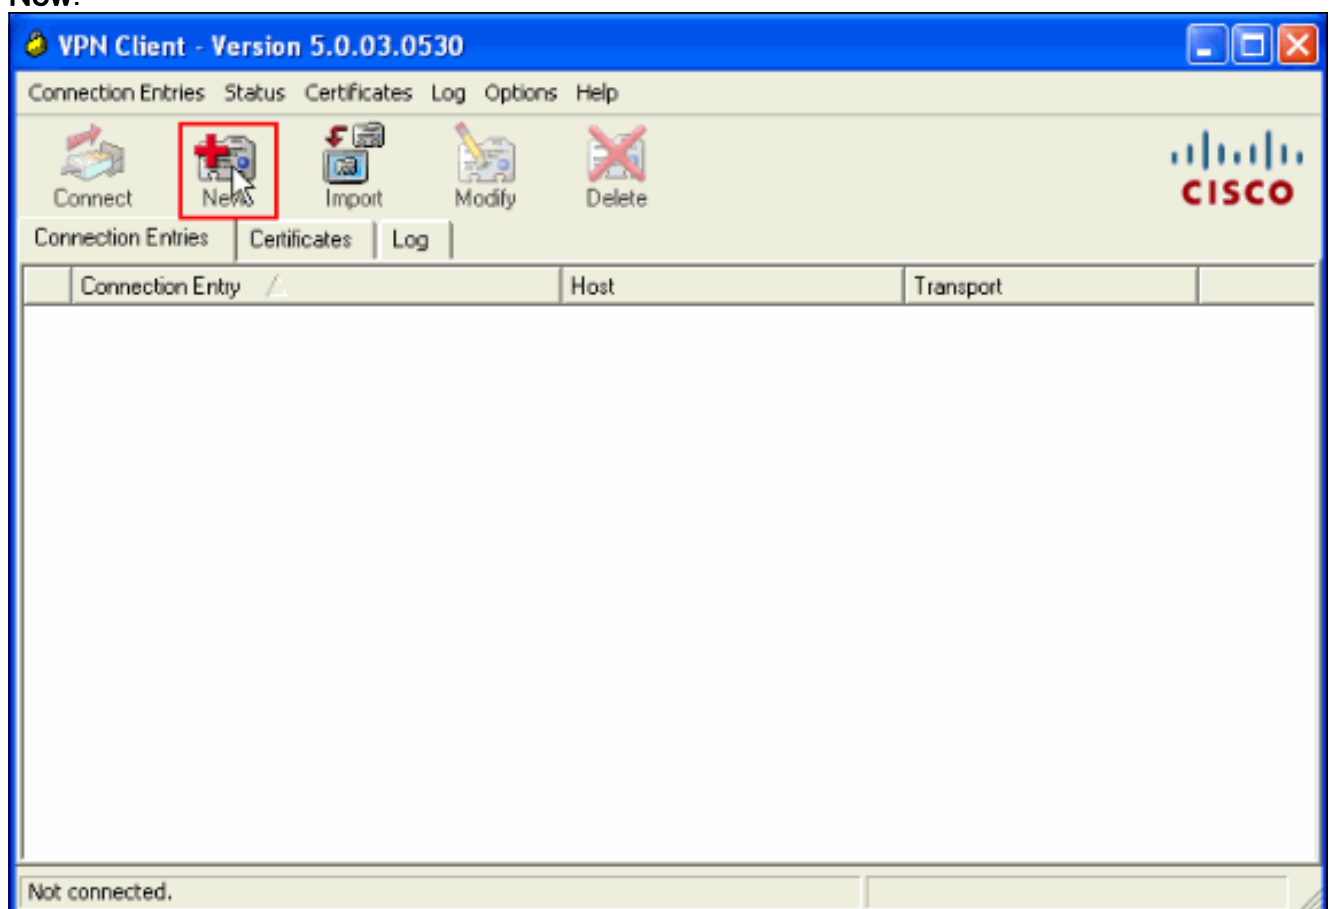 VPN Client - Version 5.0.03.0530
Connection Entries Status Certificates Log Options Help
Connect New Import Modify Delete
CISCO
Connection Entries Certificates Log
Connection Entry Host Transport
Not connected.